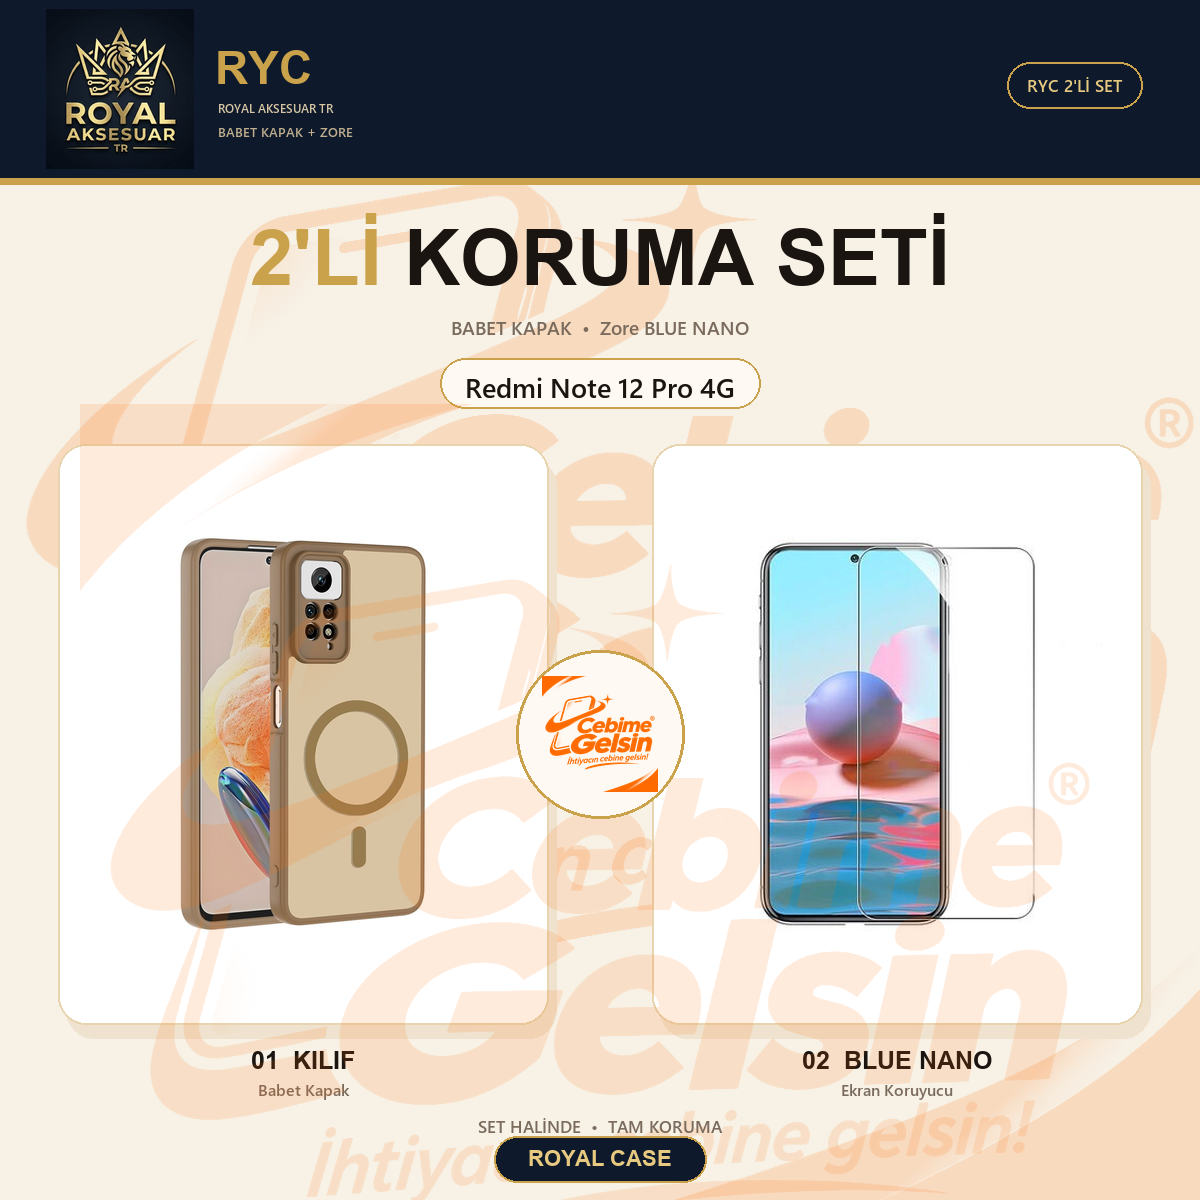 ROYAL
AKSESUAR
TR
RYC
ROYAL AKSESUAR TR
BABET KAPAK + ZORE
RYC 2'Lİ SET
2'Lİ KORUMA SETİ
BABET KAPAK • Zore BLUE NANO
Redmi Note 12 Pro 4G
Cebime
Gelsin
İhtiyacın cebine gelsin!
®
Cebime ®
Gelsin
01 KILIF
Babet Kapak
02 BLUE NANO
Ekran Koruyucu
SET HALİNDE • TAM KORUMA
ROYAL CASE